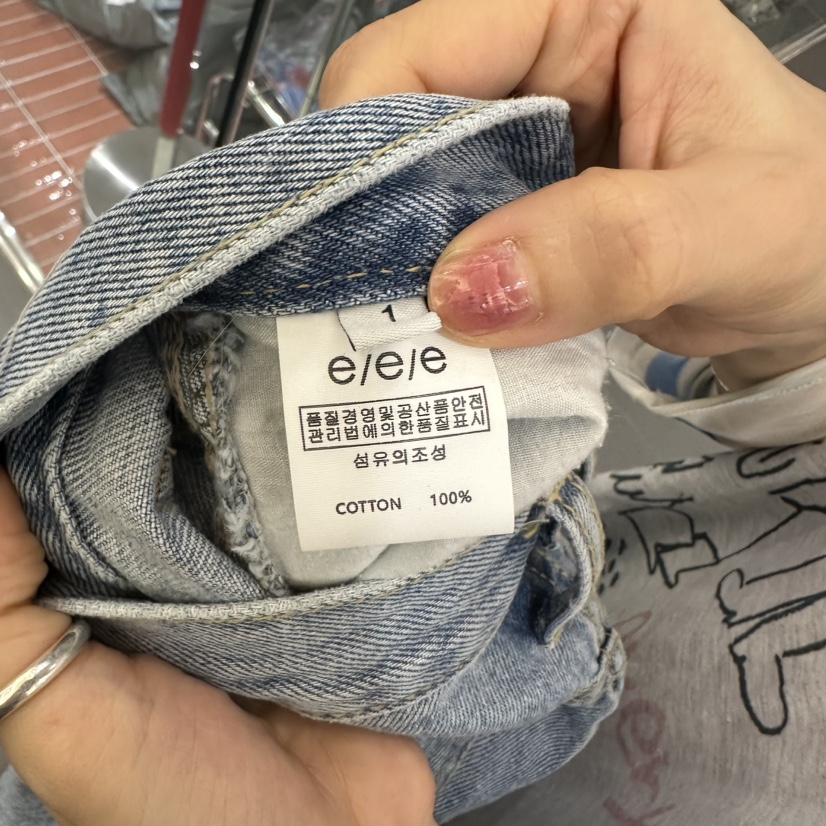 1
e/e/e
품질경영및공산품안전
관리법에의한품질표시
섬유의조성
COTTON 100%